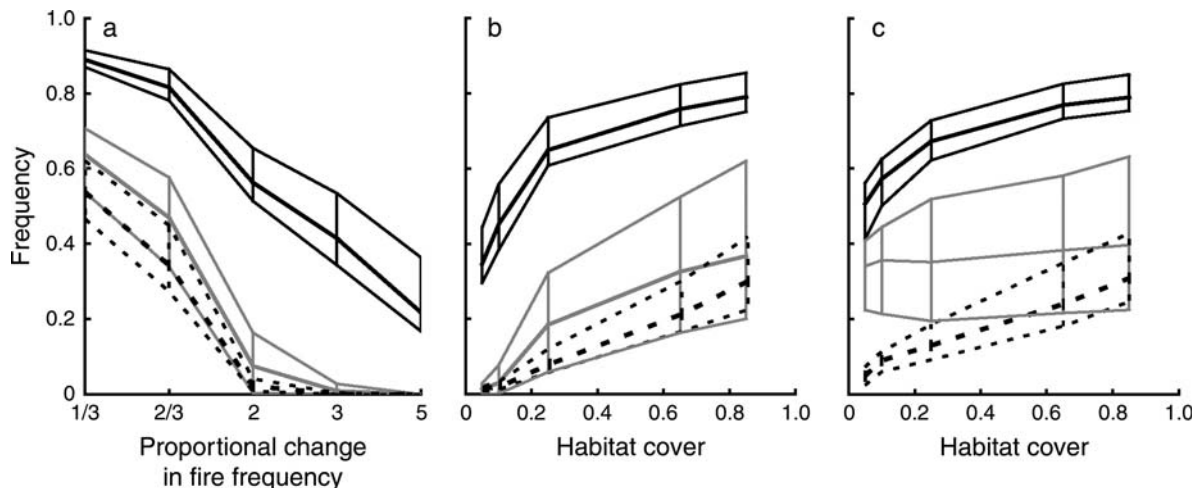 a
b
c
Frequency
1.0
0.8
0.6
0.4
0.2
0
1/3
2/3
2
3
5
Proportional change
in fire frequency
0
0.2
0.4
0.6
0.8
1.0
Habitat cover
0
0.2
0.4
0.6
0.8
1.0
Habitat cover